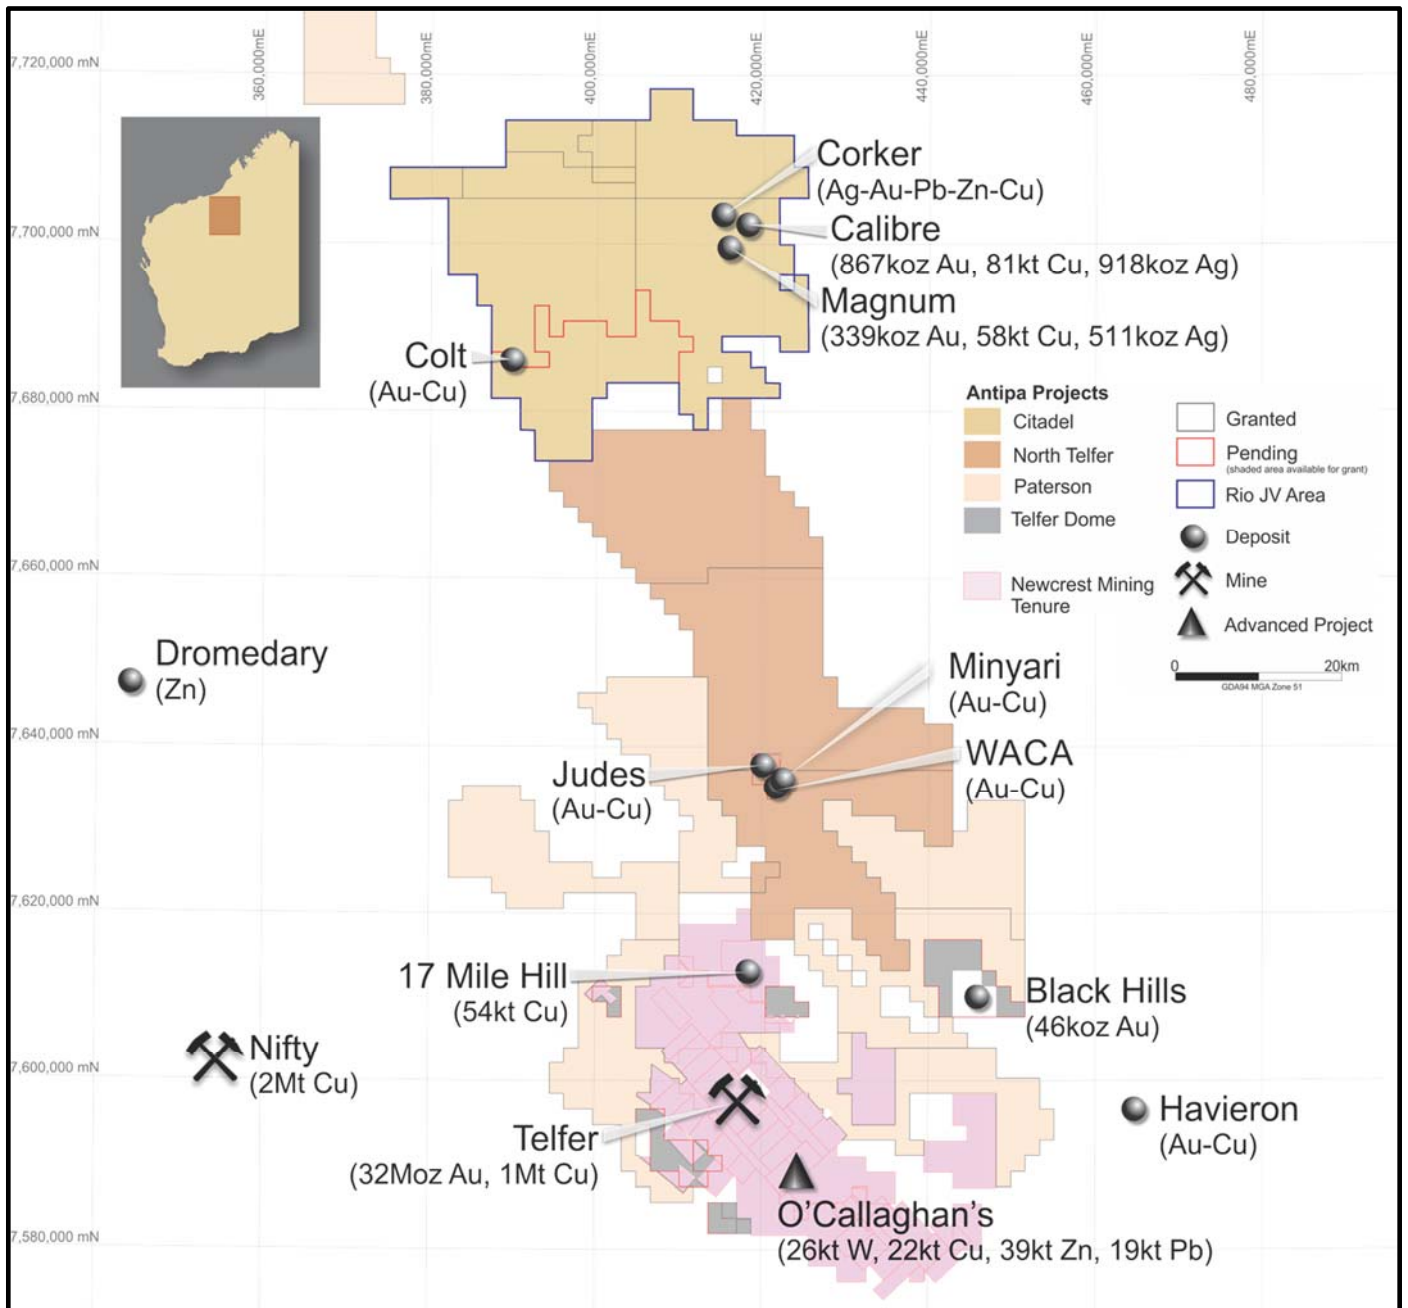 360,000mE
380,000mE
400,000mE
420,000mE
440,000mE
460,000mE
480,000mE
7,720,000 mN
7,700,000 mN
7,680,000 mN
7,660,000 mN
7,640,000 mN
7,620,000 mN
7,600,000 mN
7,580,000 mN
Corker
(Ag-Au-Pb-Zn-Cu)
Calibre
(867koz Au, 81kt Cu, 918koz Ag)
Magnum
(339koz Au, 58kt Cu, 511koz Ag)
Colt
(Au-Cu)
Antipa Projects
Citadel
North Telfer
Paterson
Telfer Dome
Newcrest Mining
Tenure
Granted
Pending
(shaded area available for grant)
Rio JV Area
Deposit
Mine
Advanced Project
0 20km
GDA94 MGA Zone 51
Dromedary
(Zn)
Minyari
(Au-Cu)
WACA
(Au-Cu)
Judes
(Au-Cu)
17 Mile Hill
(54kt Cu)
Black Hills
(46koz Au)
Nifty
(2Mt Cu)
Havieron
(Au-Cu)
Telfer
(32Moz Au, 1Mt Cu)
O'Callaghan's
(26kt W, 22kt Cu, 39kt Zn, 19kt Pb)